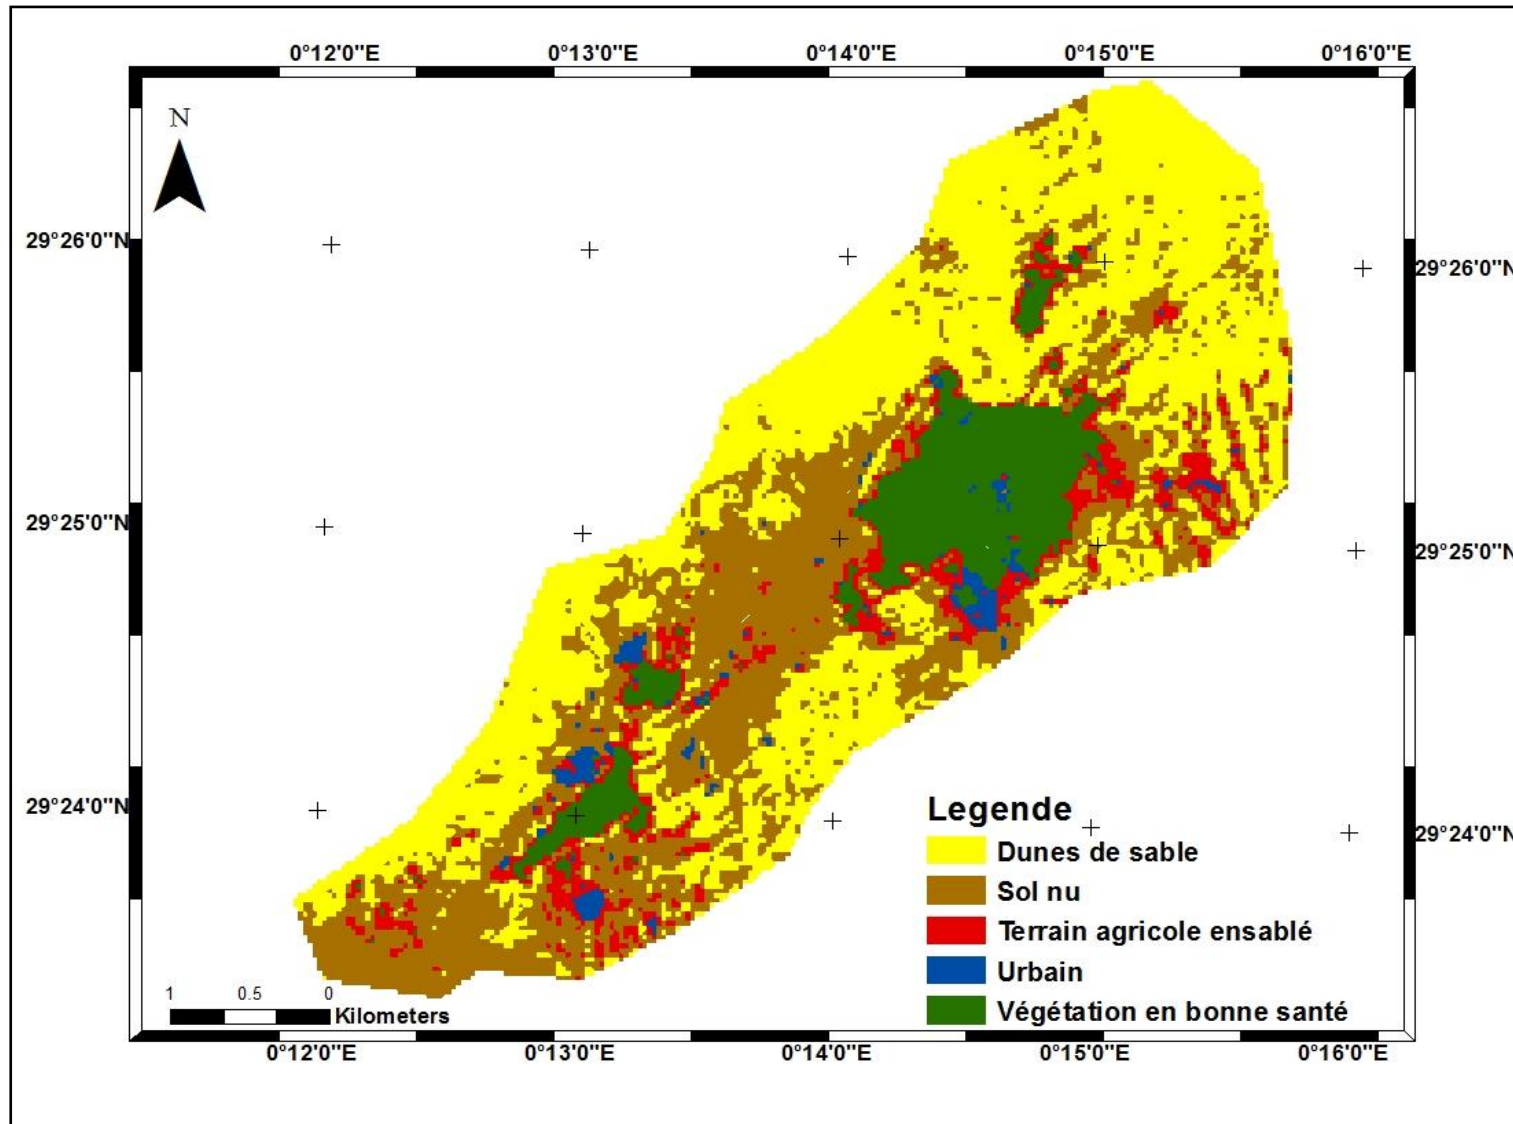 0°12'0"E 0°13'0"E 0°14'0"E 0°15'0"E 0°16'0"E
N
29°26'0"N 29°26'0"N
29°25'0"N 29°25'0"N
29°24'0"N 29°24'0"N
Legende
Dunes de sable
Sol nu
Terrain agricole ensablé
Urbain
Végétation en bonne santé
1 0.5 0
Kilometers
0°12'0"E 0°13'0"E 0°14'0"E 0°15'0"E 0°16'0"E